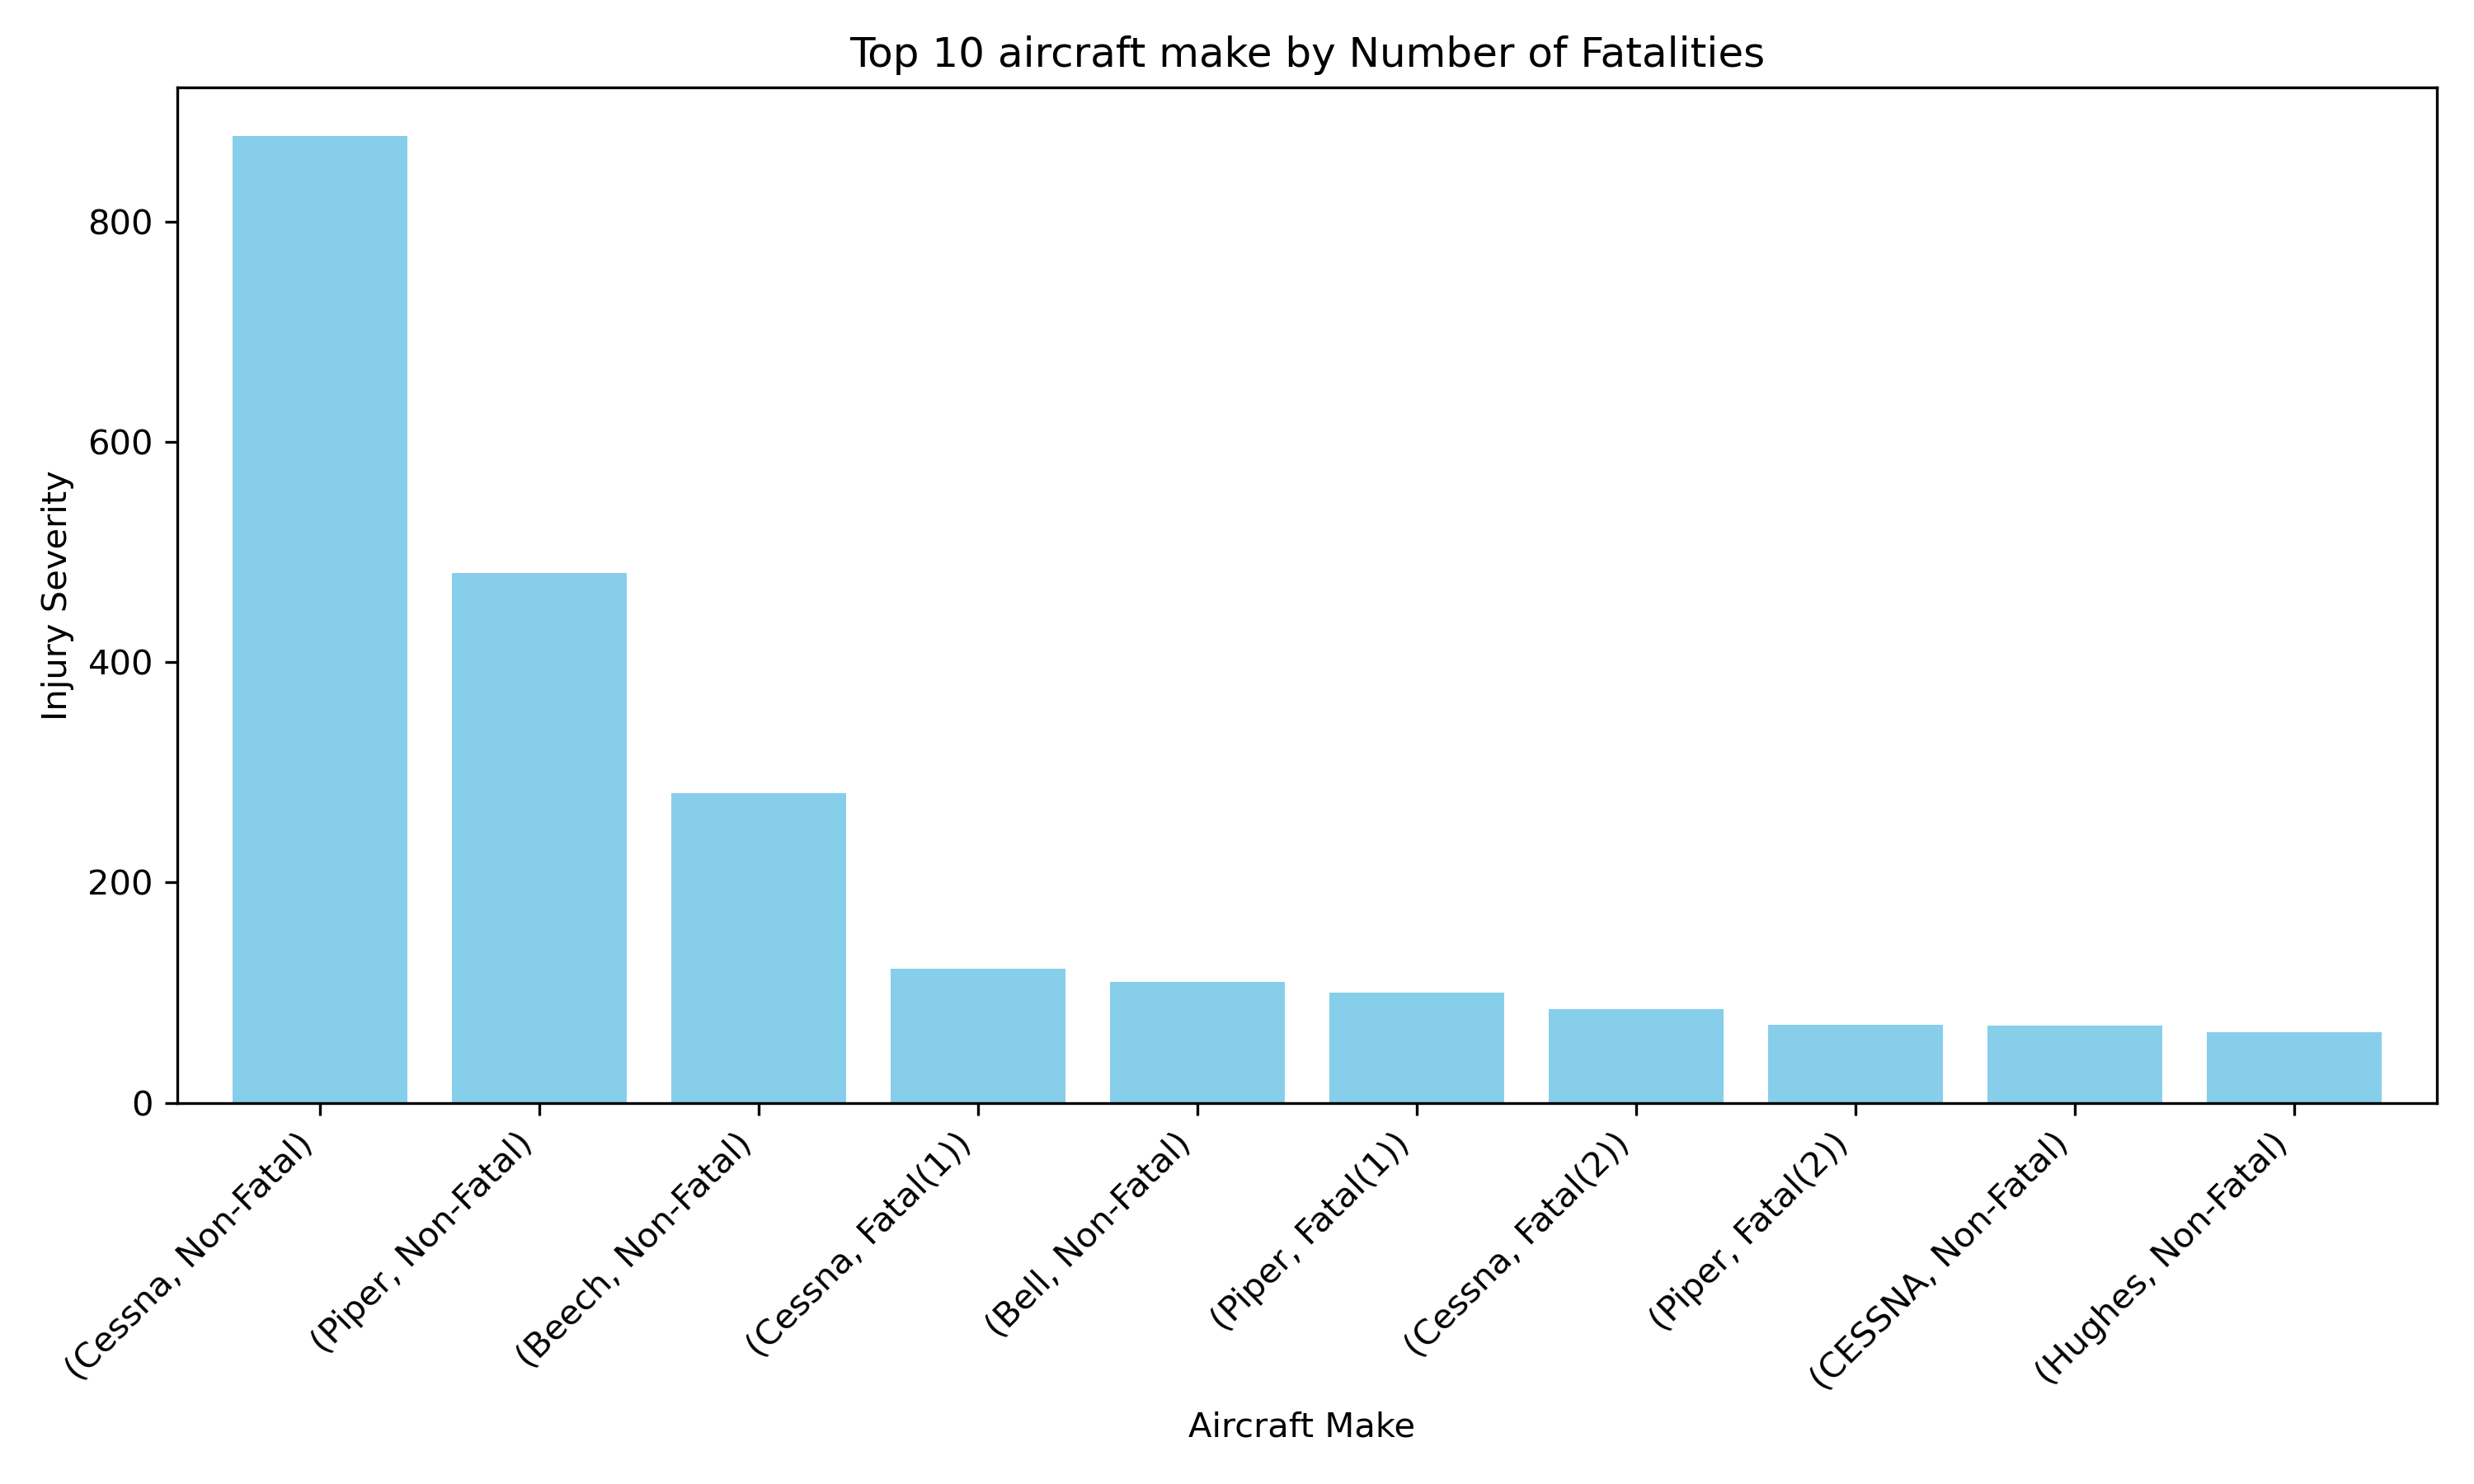 Top 10 aircraft make by Number of Fatalities
Injury Severity
800
600
400
200
0
(Cessna, Non-Fatal)
(Piper, Non-Fatal)
(Beech, Non-Fatal)
(Cessna, Fatal(1))
(Bell, Non-Fatal)
(Piper, Fatal(1))
(Cessna, Fatal(2))
(Piper, Fatal(2))
(CESSNA, Non-Fatal)
(Hughes, Non-Fatal)
Aircraft Make